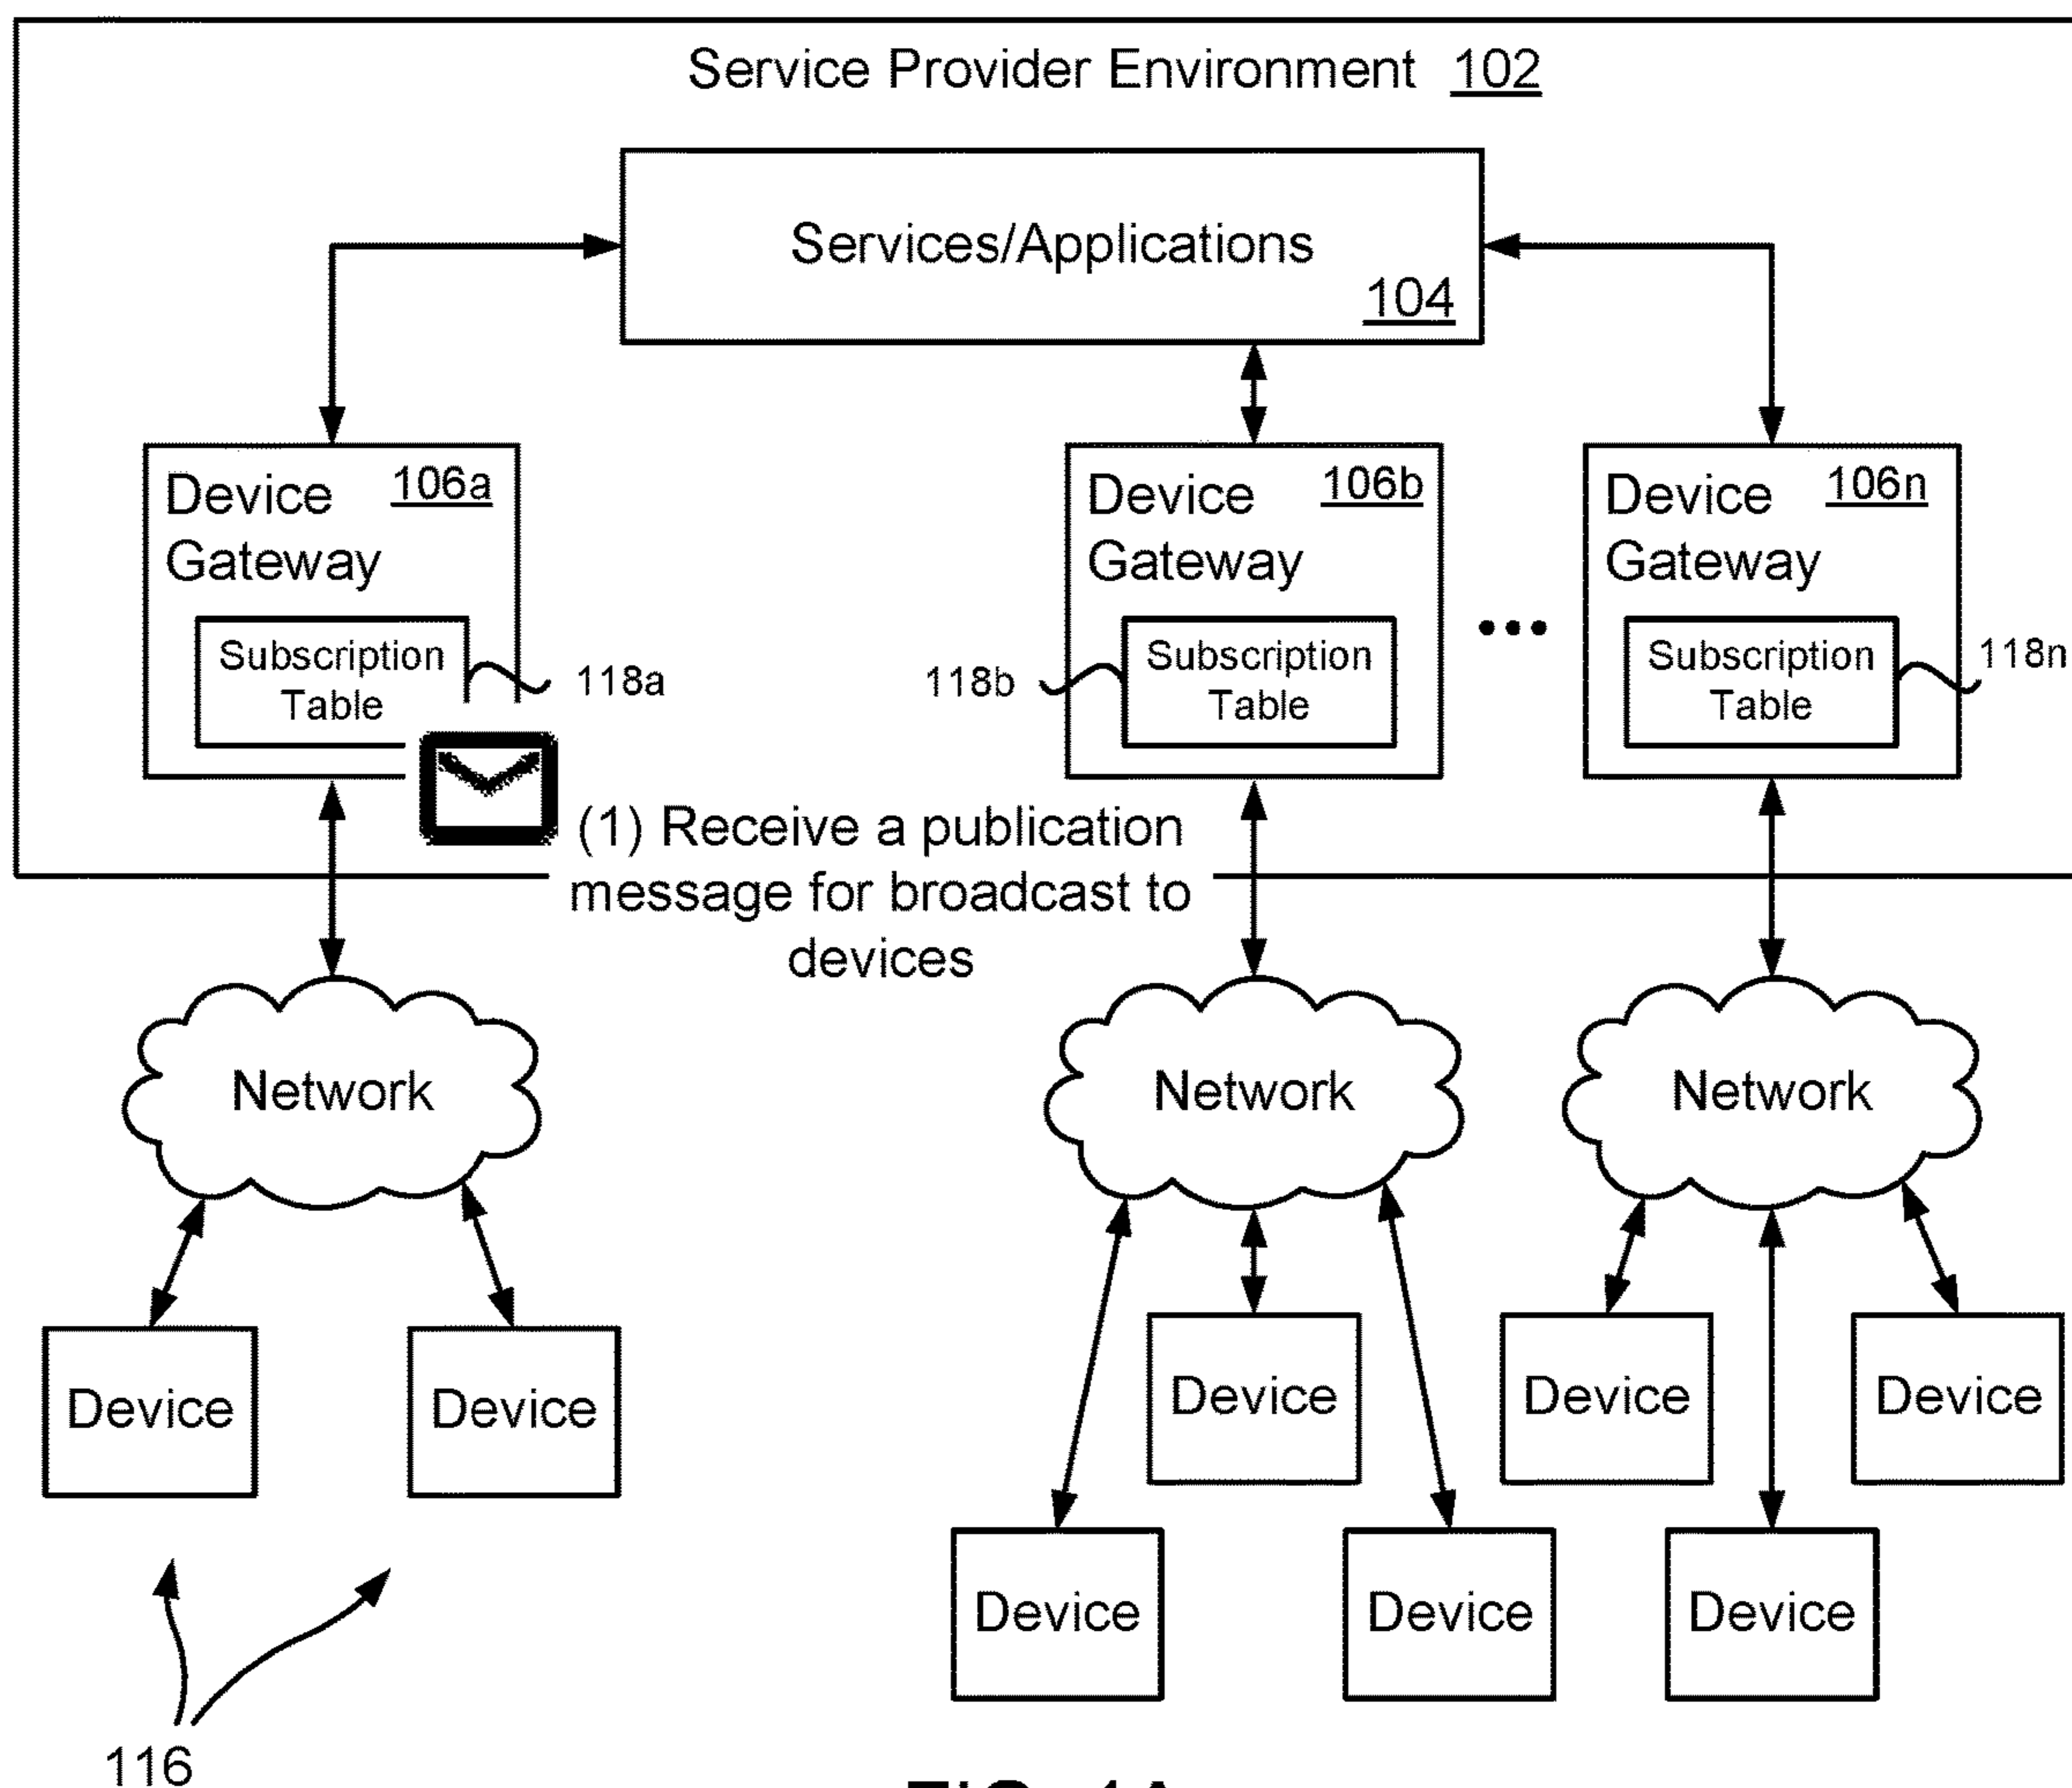 Service Provider Environment 102
Services/Applications
104
Device
Gateway
106a
Subscription
Table
118a
Device
Gateway
106b
Subscription
Table
118b
Device
Gateway
106n
Subscription
Table
118n
(1) Receive a publication
message for broadcast to
devices
Network
Network
Network
Device
Device
Device
Device
Device
Device
Device
Device
116